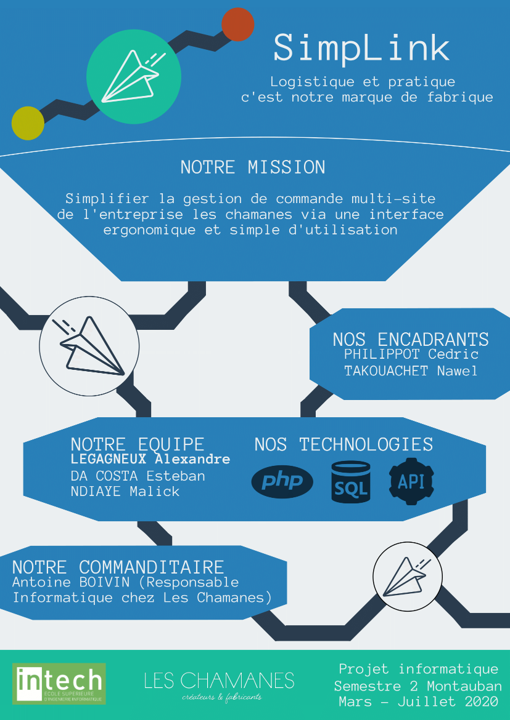 SimpLink
Logistique et pratique
c'est notre marque de fabrique
NOTRE MISSION
Simplifier la gestion de commande multi-site
de l'entreprise les chamanes via une interface
ergonomique et simple d'utilisation
NOS ENCADRANTS
PHILIPPOT Cedric
TAKOUACHET Nawel
NOTRE EQUIPE
LEGAGNEUX Alexandre
DA COSTA Esteban
NDIAYE Malick
NOS TECHNOLOGIES
php
SQL
API
NOTRE COMMANDITAIRE
Antoine BOIVIN (Responsable
Informatique chez Les Chamanes)
intech
ECOLE SUPERIEURE
D'INGENIERIE INFORMATIQUE
LES CHAMANES
créateurs & fabricants
Projet informatique
Semestre 2 Montauban
Mars - Juillet 2020